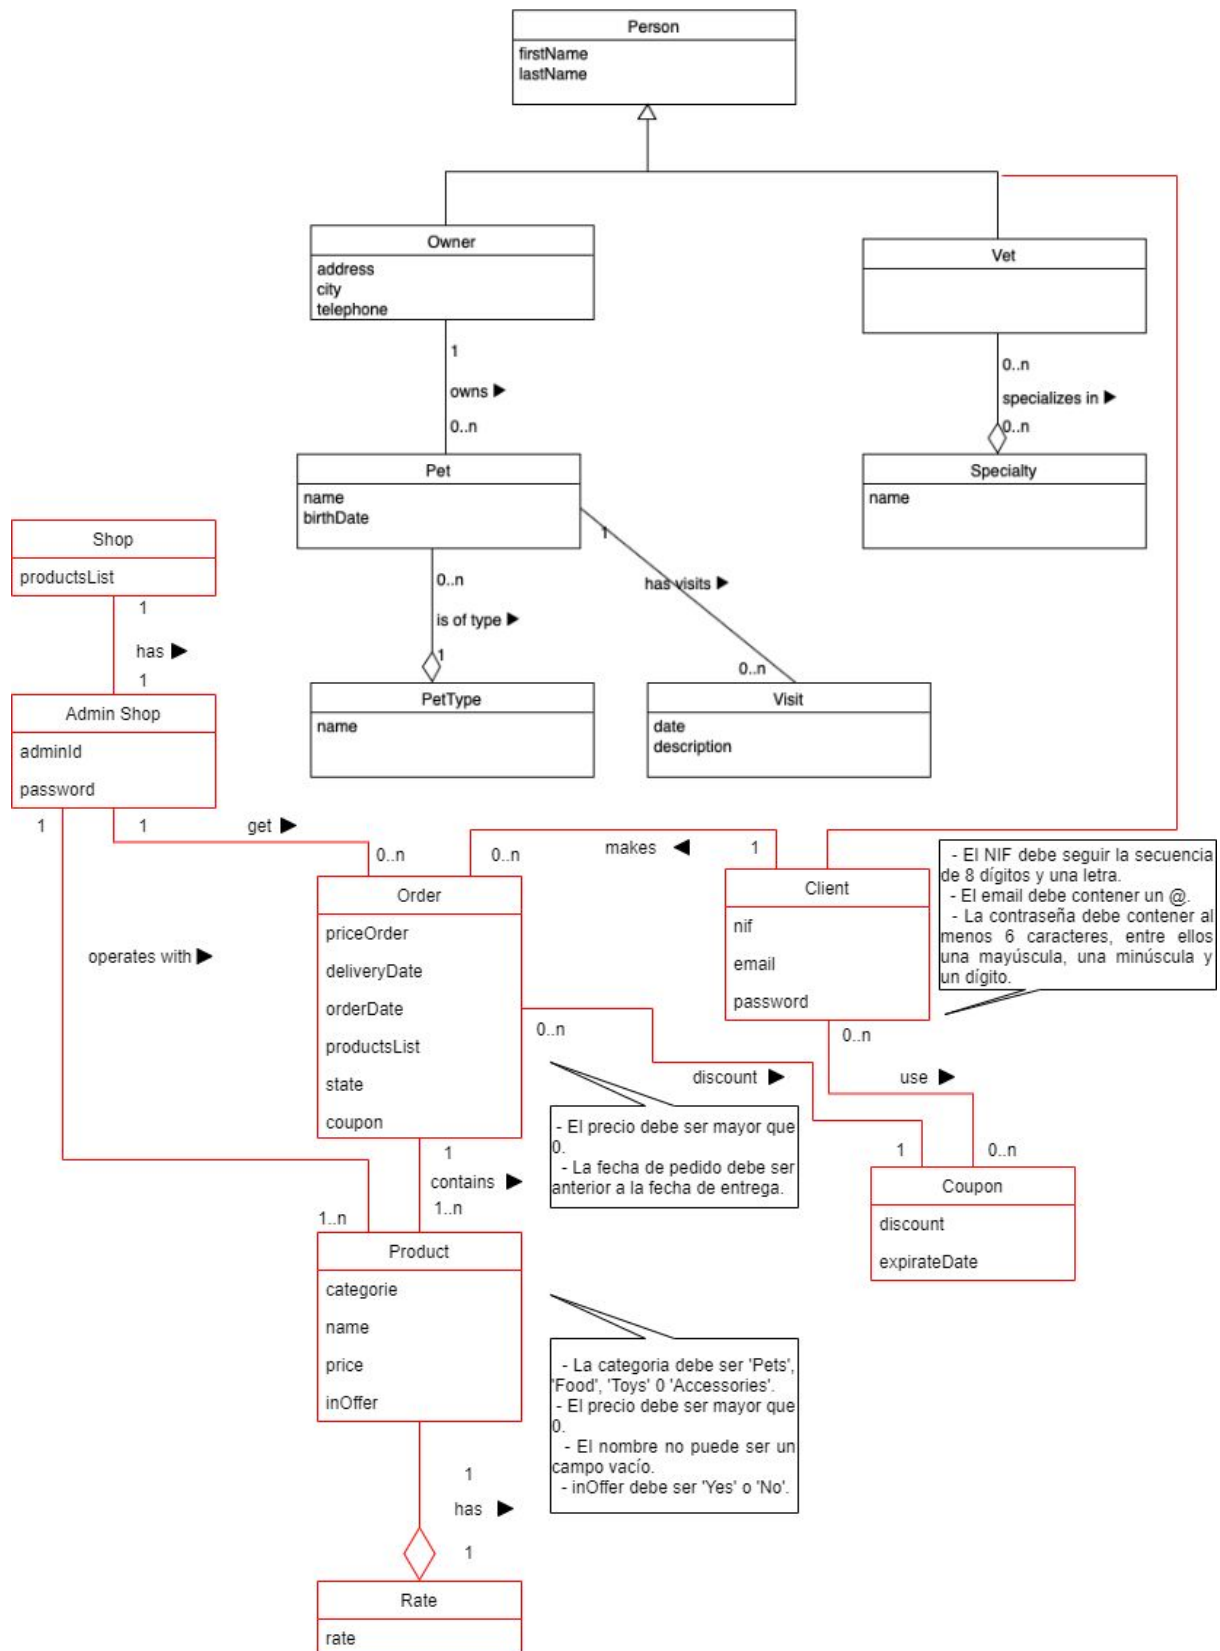 Person
firstName
lastName
Owner
address
city
telephone
Vet
1
owns ▶
0..n
0..n
specializes in ▶
0..n
Pet
name
birthDate
Specialty
name
Shop
productsList
1
has ▶
1
0..n
is of type ▶
1
1
has visits ▶
0..n
PetType
name
Visit
date
description
Admin Shop
adminId
password
1
1
get ▶
0..n
0..n
makes ◀
1
Order
priceOrder
deliveryDate
orderDate
productsList
state
coupon
Client
nif
email
password
- El NIF debe seguir la secuencia
de 8 dígitos y una letra.
- El email debe contener un @.
- La contraseña debe contener al
menos 6 caracteres, entre ellos
una mayúscula, una minúscula y
un dígito.
operates with ▶
0..n
discount ▶
0..n
use ▶
- El precio debe ser mayor que
0.
- La fecha de pedido debe ser
anterior a la fecha de entrega.
1
0..n
1
contains ▶
1..n
1..n
Coupon
discount
expirateDate
Product
categorie
name
price
inOffer
- La categoria debe ser 'Pets',
'Food', 'Toys' 0 'Accessories'.
- El precio debe ser mayor que
0.
- El nombre no puede ser un
campo vacío.
- inOffer debe ser 'Yes' o 'No'.
1
has ▶
1
Rate
rate